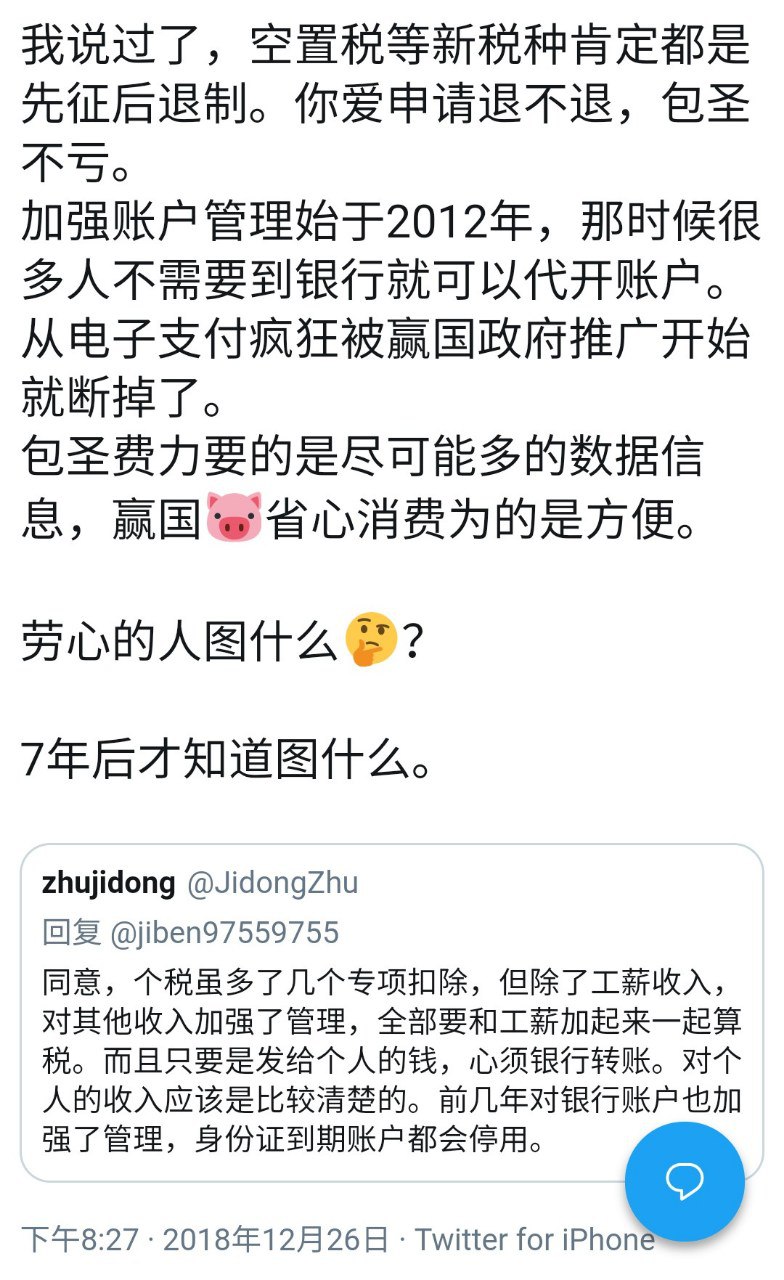 我说过了，空置税等新税种肯定都是
先征后退制。你爱申请退不退，包圣
不亏。
加强账户管理始于2012年，那时候很
多人不需要到银行就可以代开账户。
从电子支付疯狂被赢国政府推广开始
就断掉了。
包圣费力要的是尽可能多的数据信
息，赢国🐷省心消费为的是方便。
劳心的人图什么🤔？
7年后才知道图什么。
zhujidong @JidongZhu
回复 @jiben97559755
同意，个税虽多了几个专项扣除，但除了工薪收入，
对其他收入加强了管理，全部要和工薪加起来一起算
税。而且只要是发给个人的钱，心须银行转账。对个
人的收入应该是比较清楚的。前几年对银行账户也加
强了管理，身份证到期账户都会停用。
下午8:27 · 2018年12月26日 · Twitter for iPhone